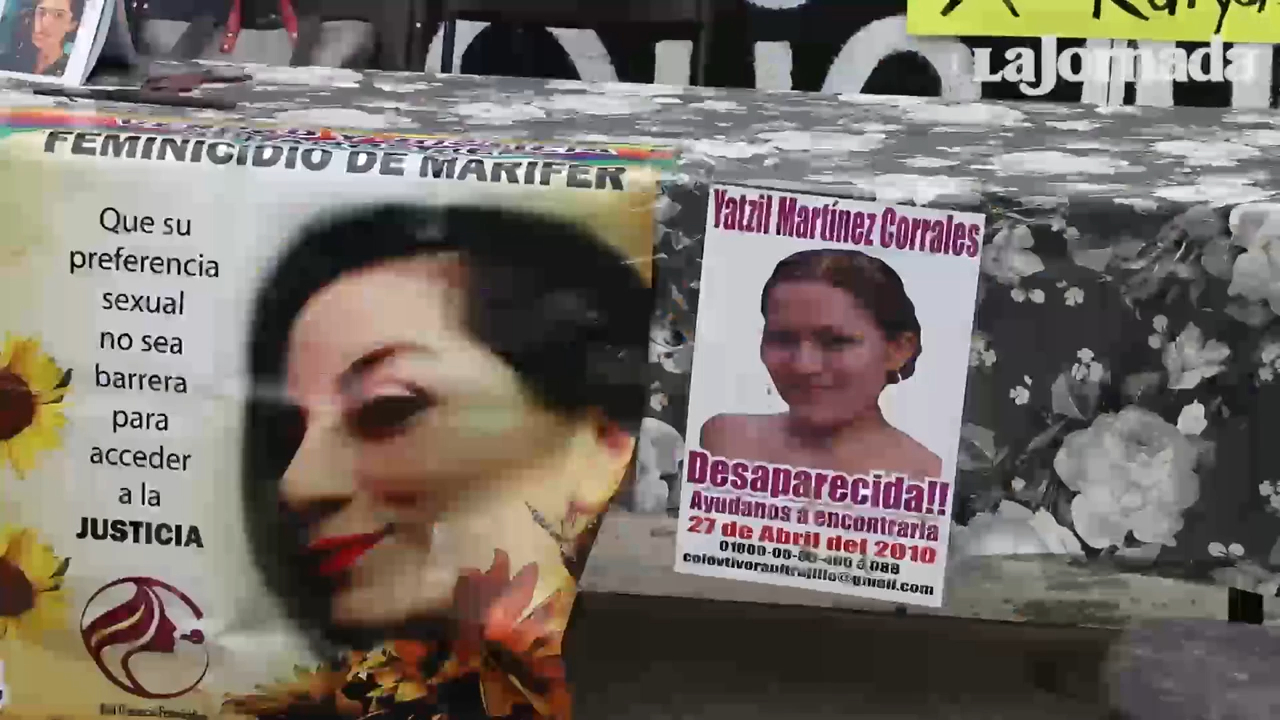 LaJornada
FEMINICIDIO DE MARIFER
Que su
preferencia
sexual
no sea
barrera
para
acceder
a la
JUSTICIA
Yatzil Martínez Corrales
Desaparecida!!
Ayudanos a encontrarla
27 de Abril del 2010